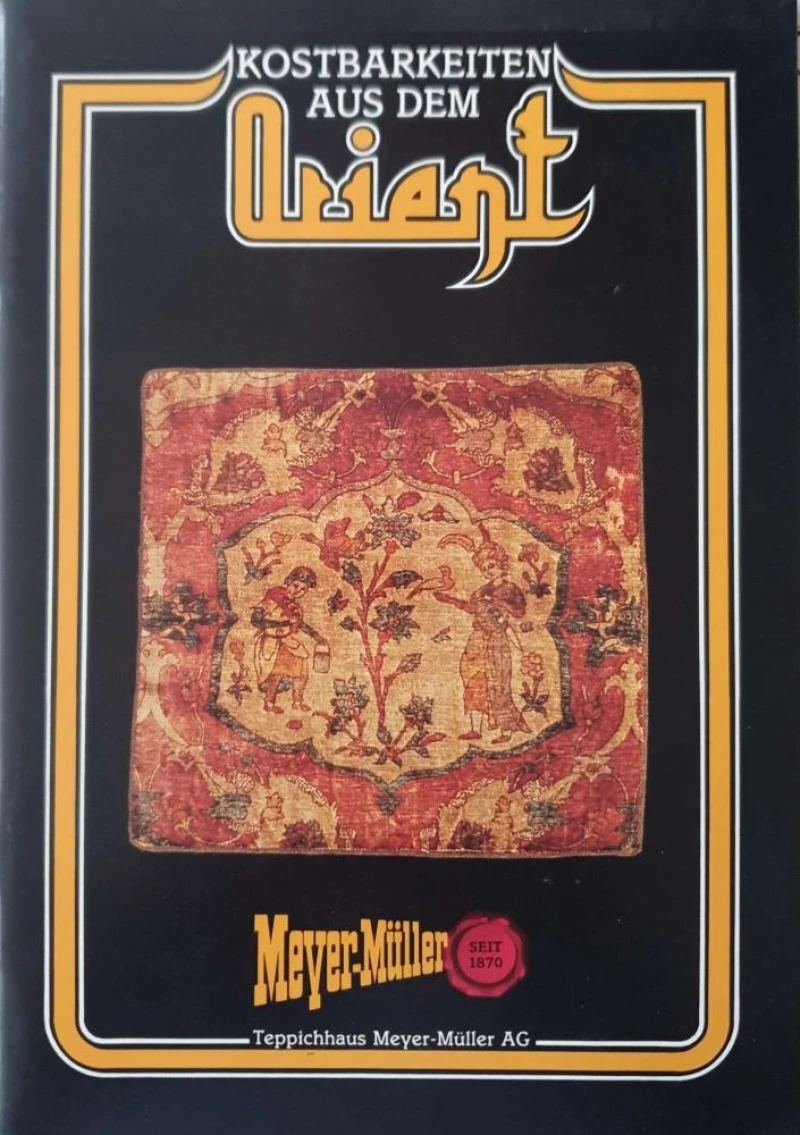 KOSTBARKEITEN
AUS DEM
Orient
Meyer-Müller
SEIT
1870
Teppichhaus Meyer-Müller AG